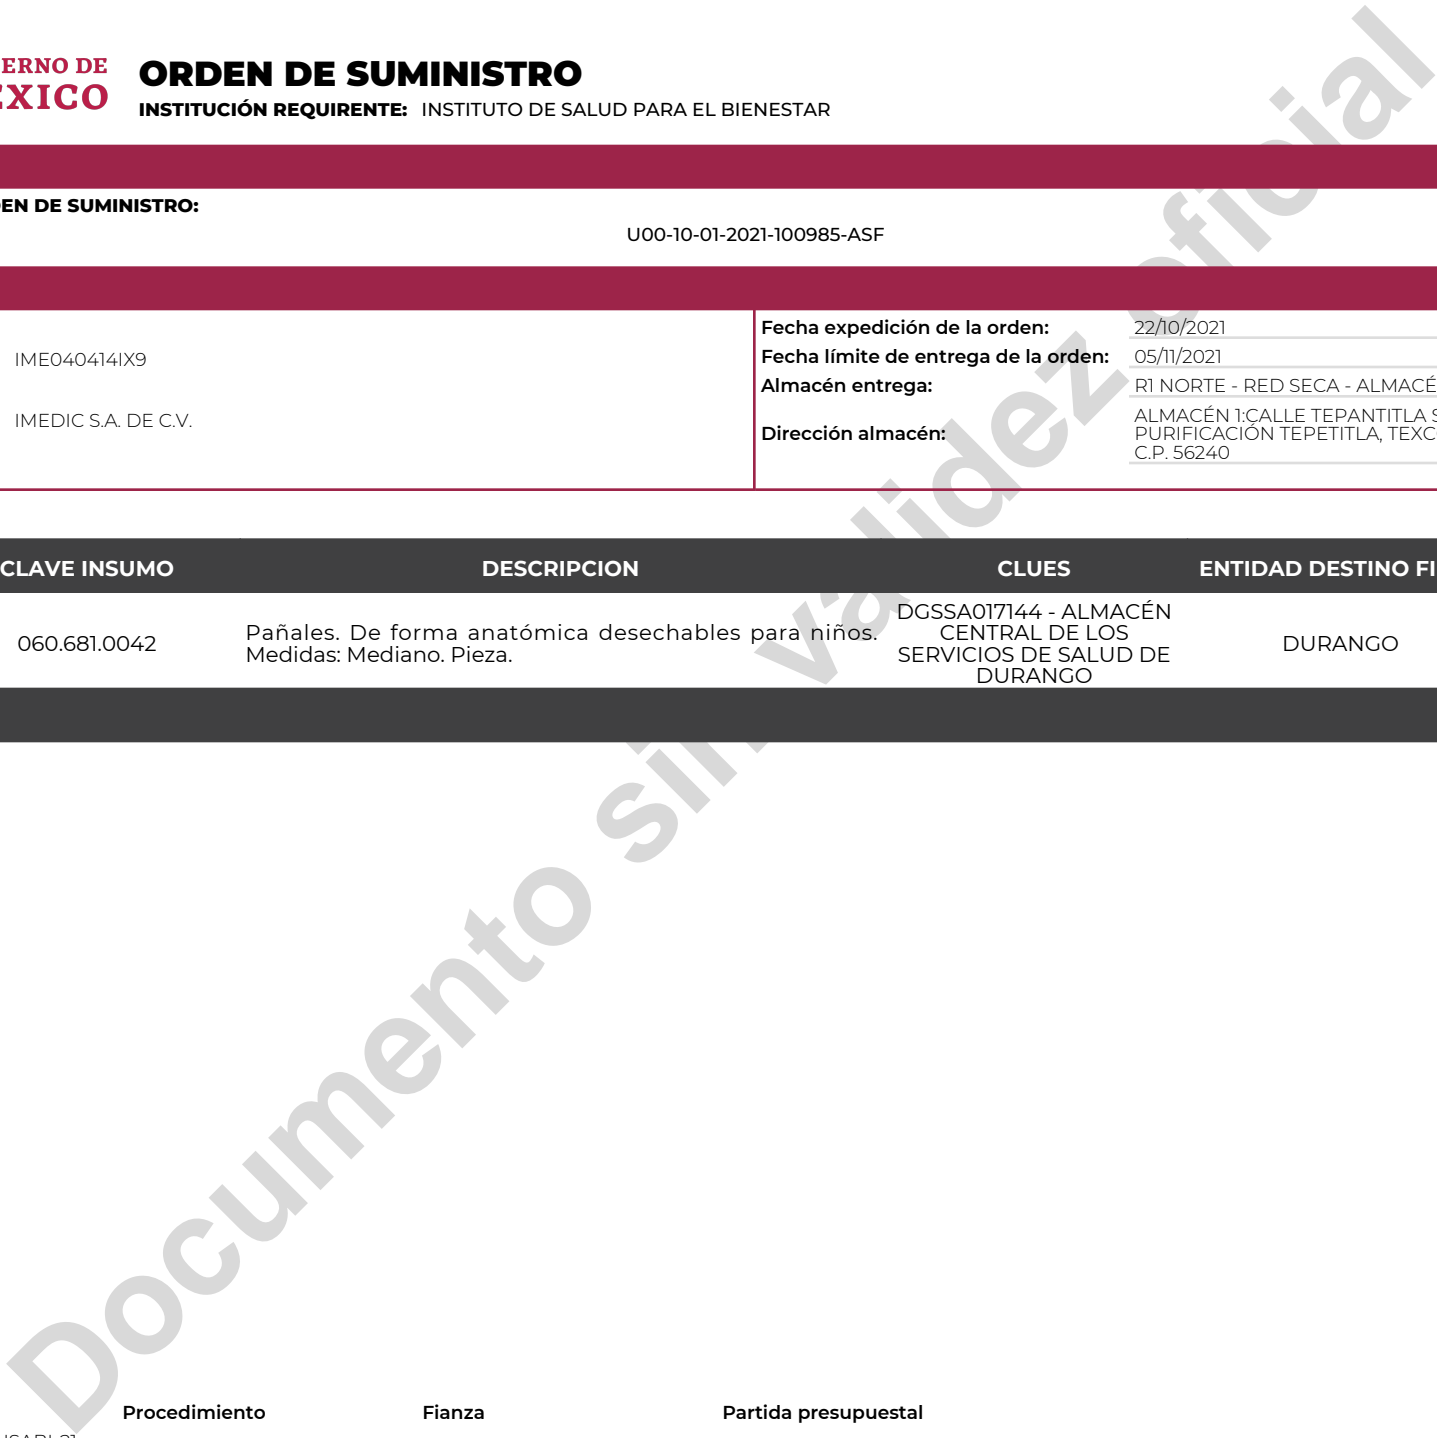 ERNO DE
EXICO
ORDEN DE SUMINISTRO
INSTITUCIÓN REQUIRENTE: INSTITUTO DE SALUD PARA EL BIENESTAR
EN DE SUMINISTRO:
U00-10-01-2021-100985-ASF
IME040414IX9
IMEDIC S.A. DE C.V.
Fecha expedición de la orden: 22/10/2021
Fecha límite de entrega de la orden: 05/11/2021
Almacén entrega: R1 NORTE - RED SECA - ALMACÉ
Dirección almacén: ALMACÉN 1:CALLE TEPANTITLA S
PURIFICACIÓN TEPETITLA, TEXC
C.P. 56240
CLAVE INSUMO DESCRIPCION CLUES ENTIDAD DESTINO FI
060.681.0042
Pañales. De forma anatómica desechables para niños.
Medidas: Mediano. Pieza.
DGSSA017144 - ALMACÉN
CENTRAL DE LOS
SERVICIOS DE SALUD DE
DURANGO
DURANGO
Documento sin validez oficial
Procedimiento Fianza Partida presupuestal